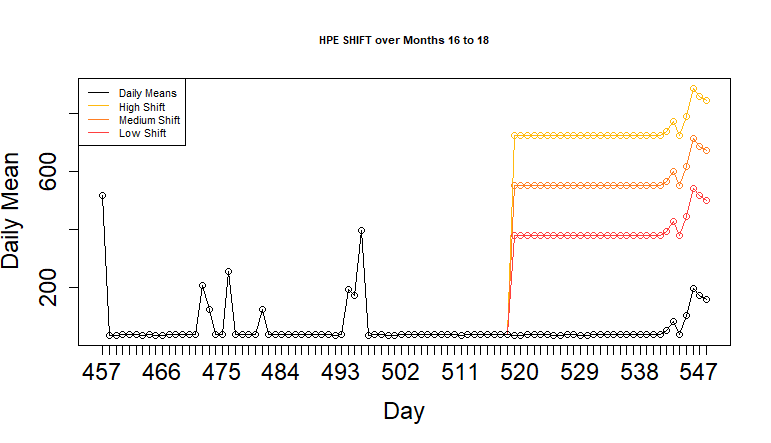 HPE SHIFT over Months 16 to 18
Daily Means
High Shift
Medium Shift
Low Shift
Daily Mean
600
200
457 466 475 484 493 502 511 520 529 538 547
Day